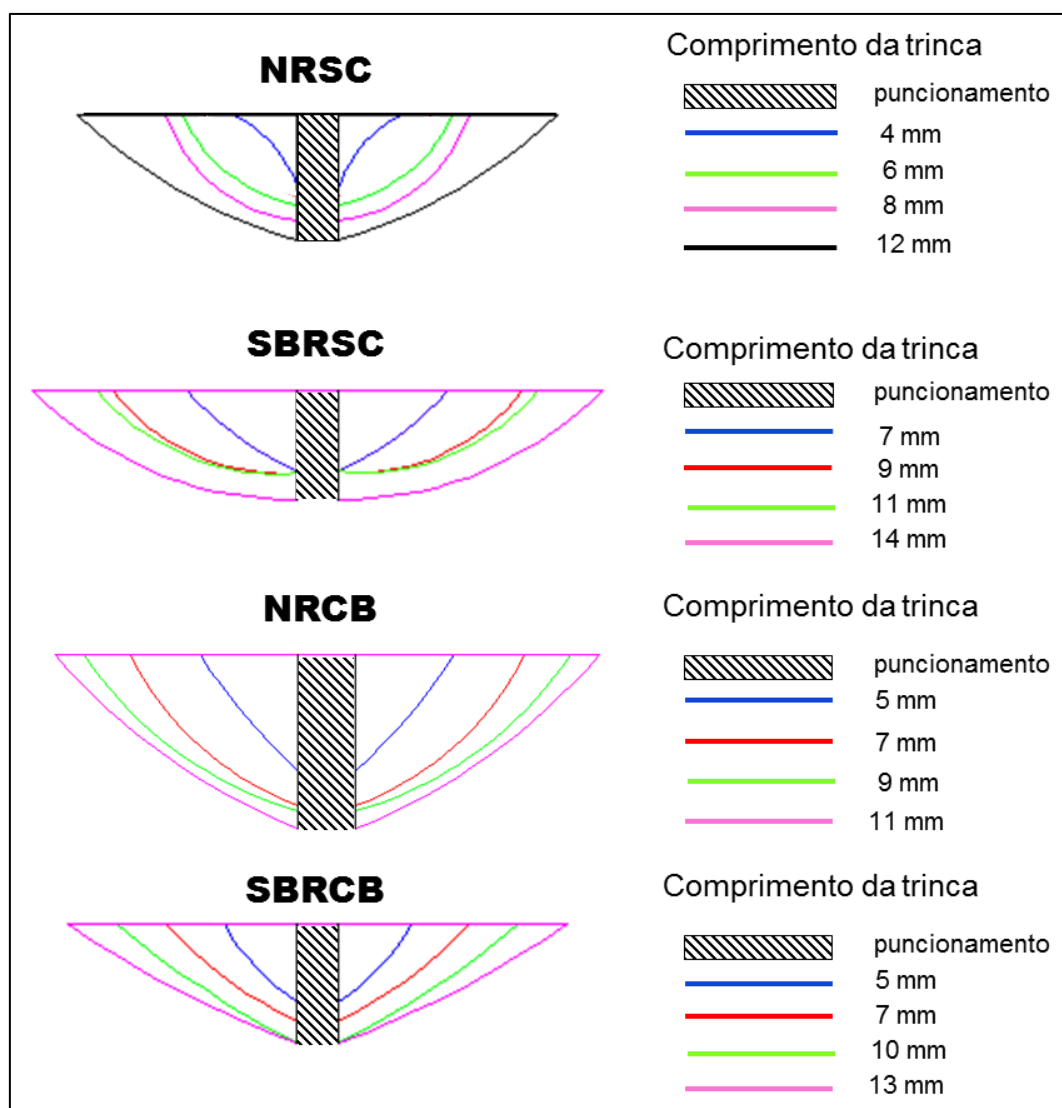 NRSC
Comprimento da trinca
puncionamento
4 mm
6 mm
8 mm
12 mm
SBRSC
Comprimento da trinca
puncionamento
7 mm
9 mm
11 mm
14 mm
NRCB
Comprimento da trinca
puncionamento
5 mm
7 mm
9 mm
11 mm
SBRCB
Comprimento da trinca
puncionamento
5 mm
7 mm
10 mm
13 mm